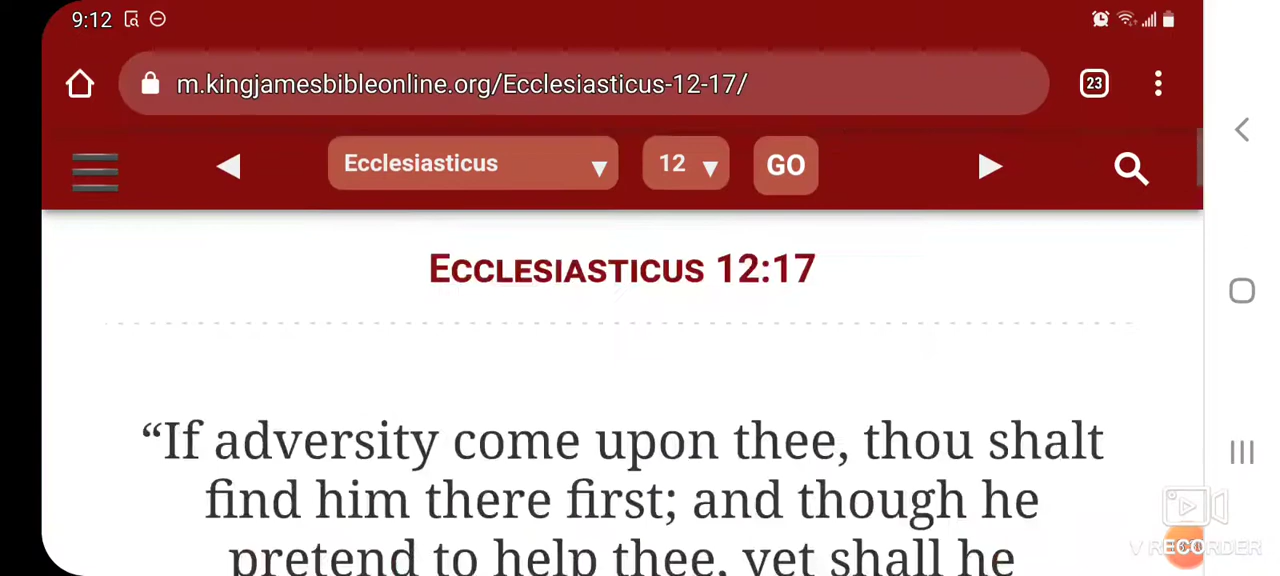 9:12
m.kingjamesbibleonline.org/Ecclesiasticus-12-17/
23
Ecclesiasticus
12
GO
ECCLESIASTICUS 12:17
“If adversity come upon thee, thou shalt
find him there first; and though he
pretend to help thee, yet shall he
V RECORDER